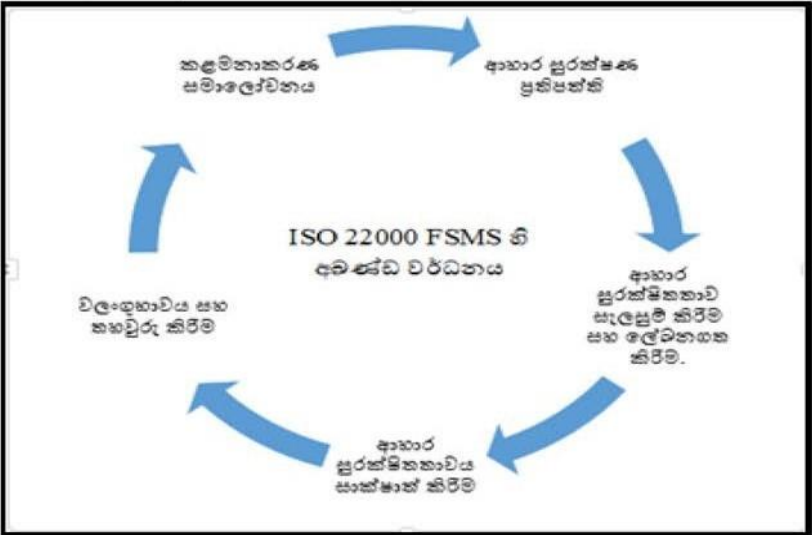 කළමනාකරණ
සමාලෝචනය
ආහාර සුරක්ෂණ
ප්‍රතිපත්ති
ISO 22000 FSMS හි
අඛණ්ඩ වර්ධනය
ආහාර
සුරක්ෂිතතාව
සැලසුම් කිරීම
සහ ලේඛනගත
කිරීම.
ආහාර
සුරක්ෂිතතාවය
සාක්ෂාත් කිරීම
වලංගුභාවය සහ
තහවුරු කිරීම